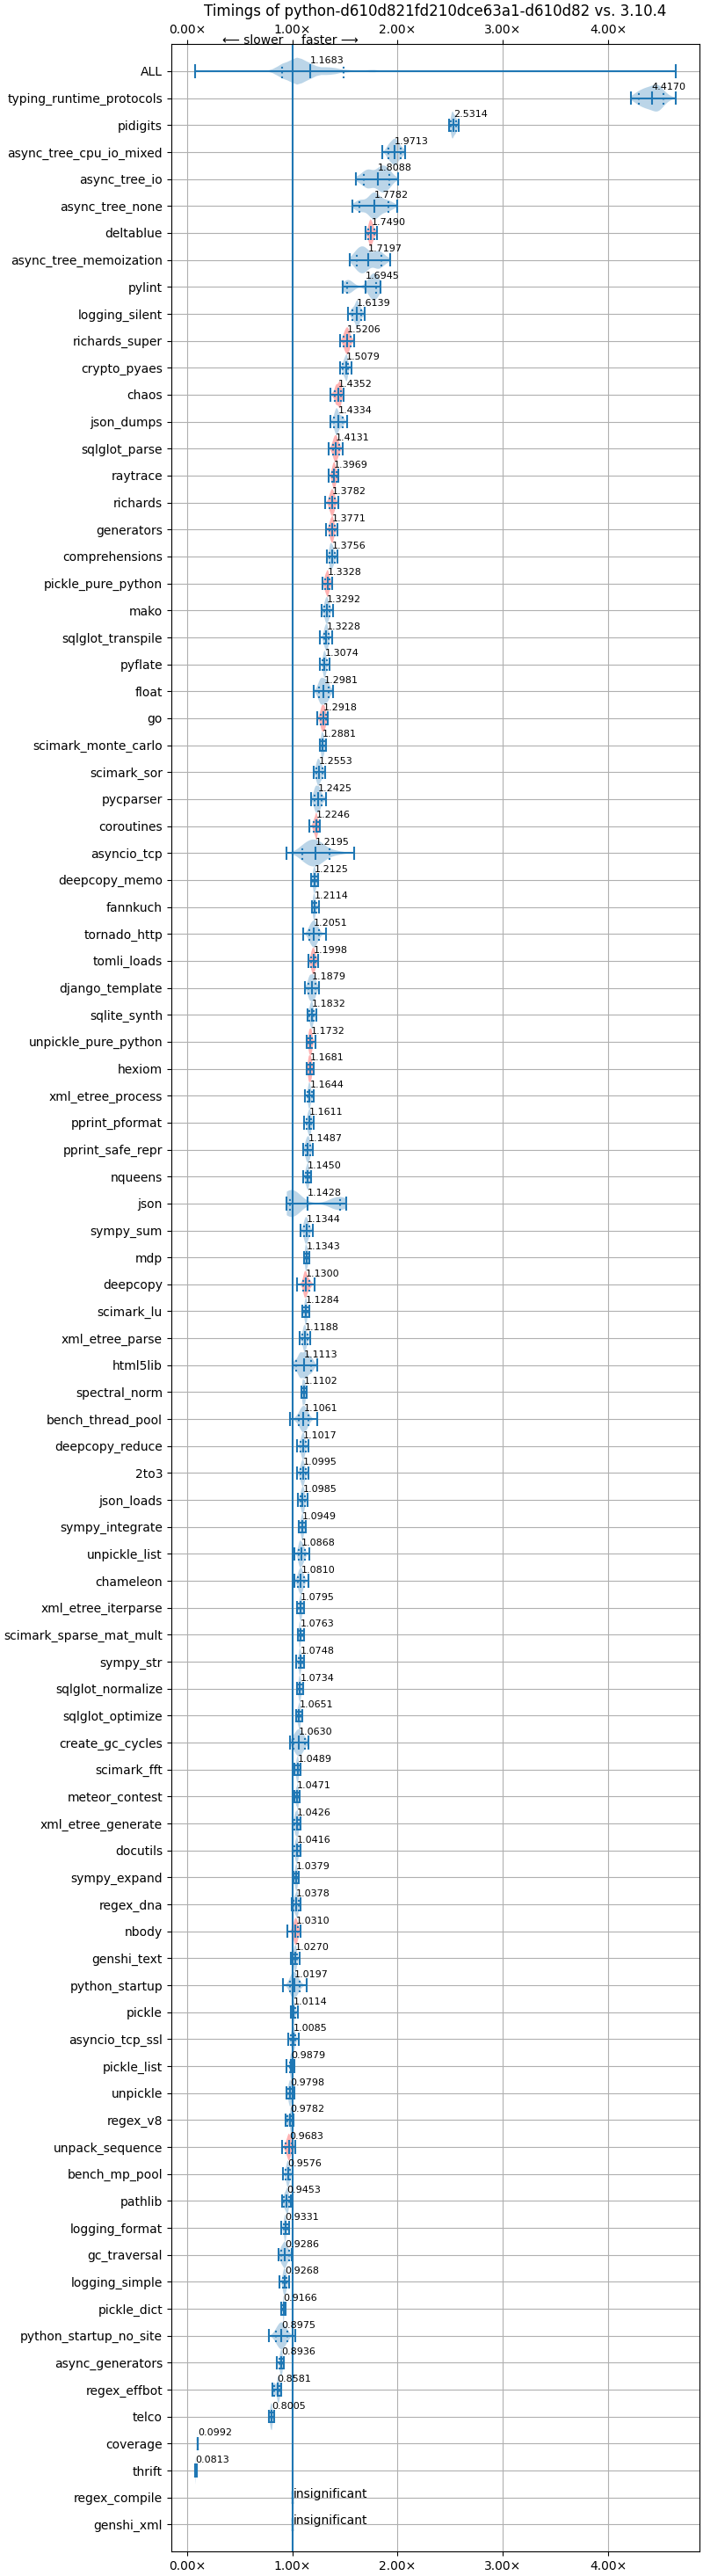 Timings of python-d610d821fd210dce63a1-d610d82 vs. 3.10.4
0.00× 1.00× 2.00× 3.00× 4.00×
⟵ slower faster ⟶
ALL 1.1683
typing_runtime_protocols 4.4170
pidigits 2.5314
async_tree_cpu_io_mixed 1.9713
async_tree_io 1.8088
async_tree_none 1.7782
deltablue 1.7490
async_tree_memoization 1.7197
pylint 1.6945
logging_silent 1.6139
richards_super 1.5206
crypto_pyaes 1.5079
chaos 1.4352
json_dumps 1.4334
sqlglot_parse 1.4131
raytrace 1.3969
richards 1.3782
generators 1.3771
comprehensions 1.3756
pickle_pure_python 1.3328
mako 1.3292
sqlglot_transpile 1.3228
pyflate 1.3074
float 1.2981
go 1.2918
scimark_monte_carlo 1.2881
scimark_sor 1.2553
pycparser 1.2425
coroutines 1.2246
asyncio_tcp 1.2195
deepcopy_memo 1.2125
fannkuch 1.2114
tornado_http 1.2051
tomli_loads 1.1998
django_template 1.1879
sqlite_synth 1.1832
unpickle_pure_python 1.1732
hexiom 1.1681
xml_etree_process 1.1644
pprint_pformat 1.1611
pprint_safe_repr 1.1487
nqueens 1.1450
json 1.1428
sympy_sum 1.1344
mdp 1.1343
deepcopy 1.1300
scimark_lu 1.1284
xml_etree_parse 1.1188
html5lib 1.1113
spectral_norm 1.1102
bench_thread_pool 1.1061
deepcopy_reduce 1.1017
2to3 1.0995
json_loads 1.0985
sympy_integrate 1.0949
unpickle_list 1.0868
chameleon 1.0810
xml_etree_iterparse 1.0795
scimark_sparse_mat_mult 1.0763
sympy_str 1.0748
sqlglot_normalize 1.0734
sqlglot_optimize 1.0651
create_gc_cycles 1.0630
scimark_fft 1.0489
meteor_contest 1.0471
xml_etree_generate 1.0426
docutils 1.0416
sympy_expand 1.0379
regex_dna 1.0378
nbody 1.0310
genshi_text 1.0270
python_startup 1.0197
pickle 1.0114
asyncio_tcp_ssl 1.0085
pickle_list 0.9879
unpickle 0.9798
regex_v8 0.9782
unpack_sequence 0.9683
bench_mp_pool 0.9576
pathlib 0.9453
logging_format 0.9331
gc_traversal 0.9286
logging_simple 0.9268
pickle_dict 0.9166
python_startup_no_site 0.8975
async_generators 0.8936
regex_effbot 0.8581
telco 0.8005
coverage 0.0992
thrift 0.0813
regex_compile insignificant
genshi_xml insignificant
0.00× 1.00× 2.00× 3.00× 4.00×